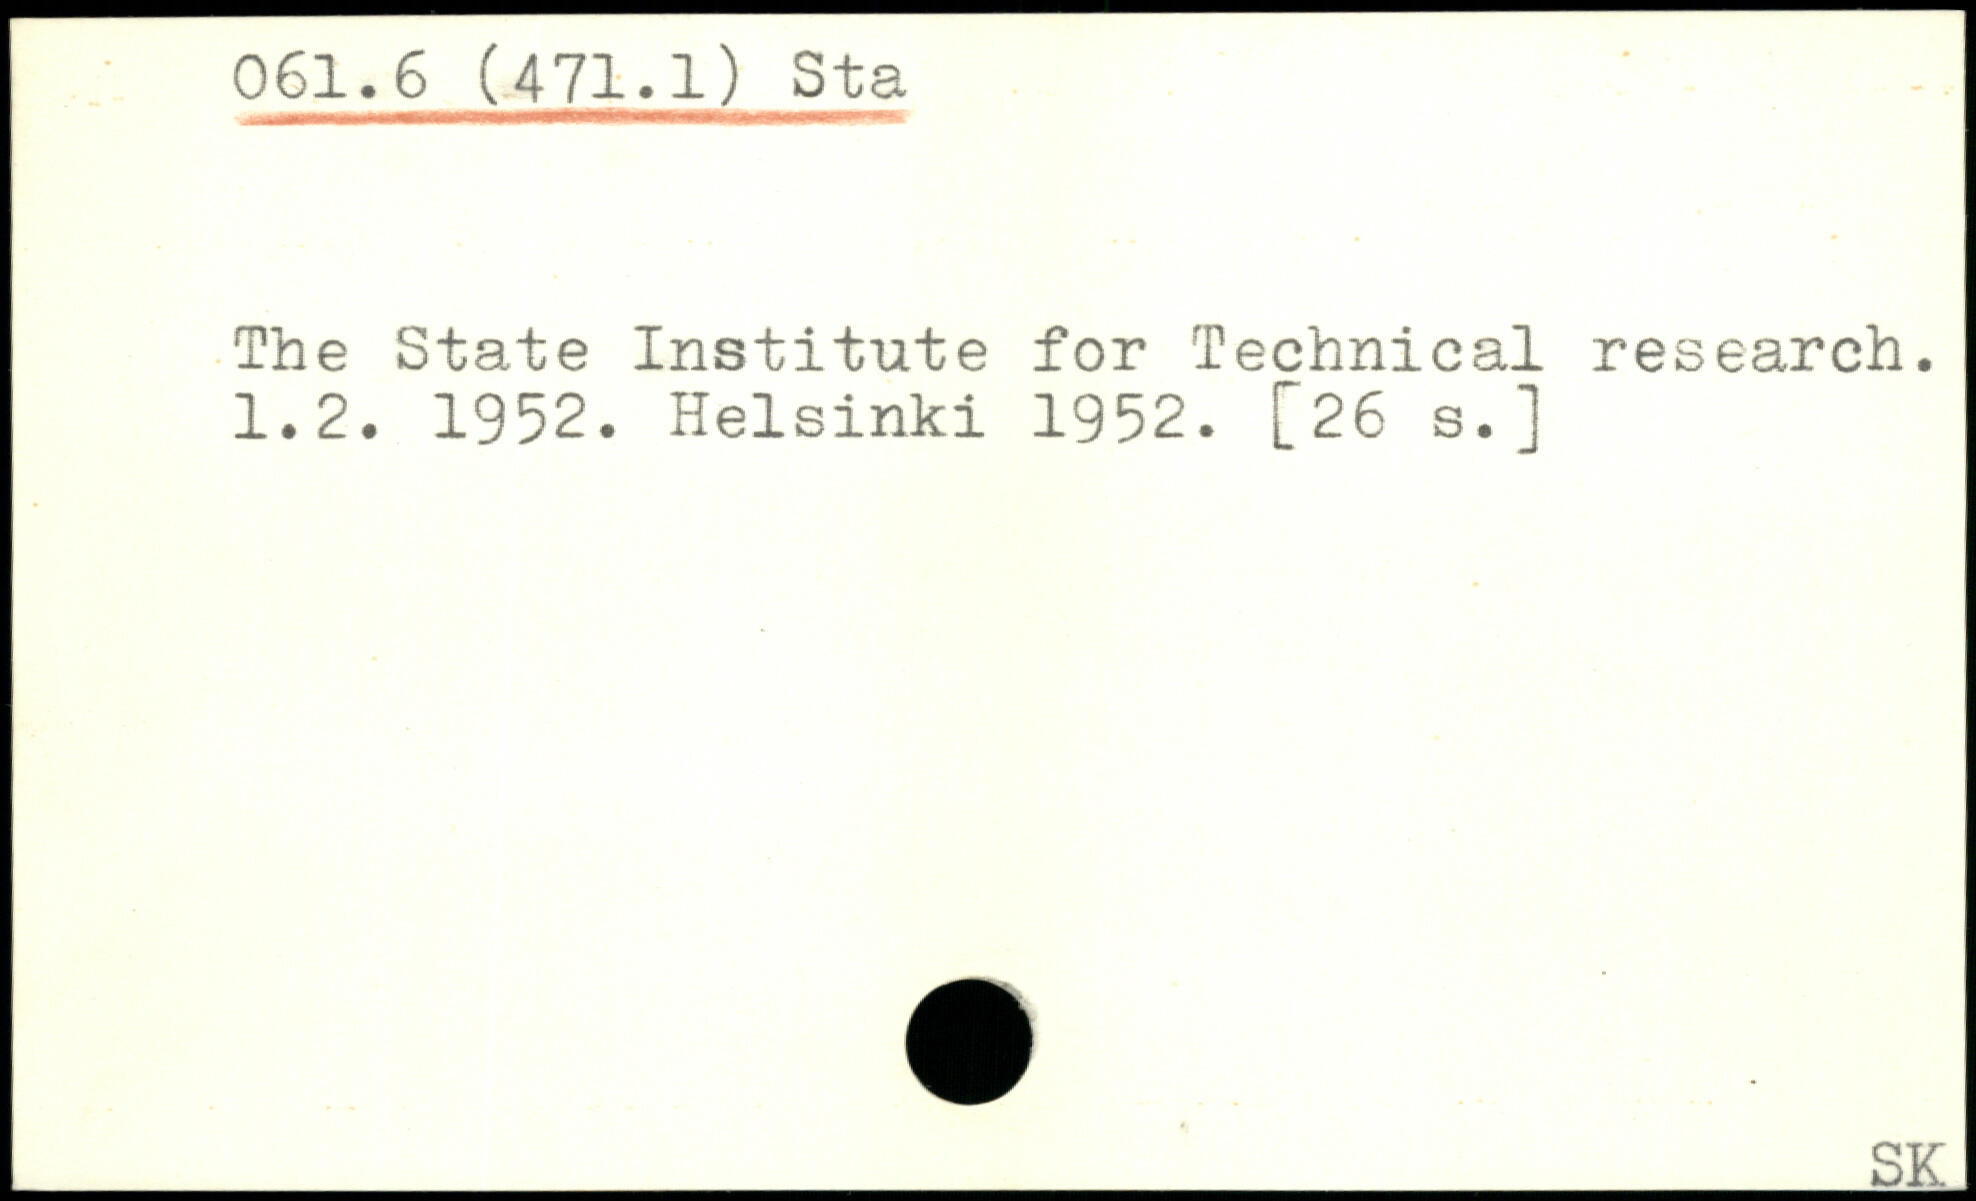 061.6 (471.1) Sta
The State Institute for Technical research.
1.2. 1952. Helsinki 1952. [26 s.]
SK